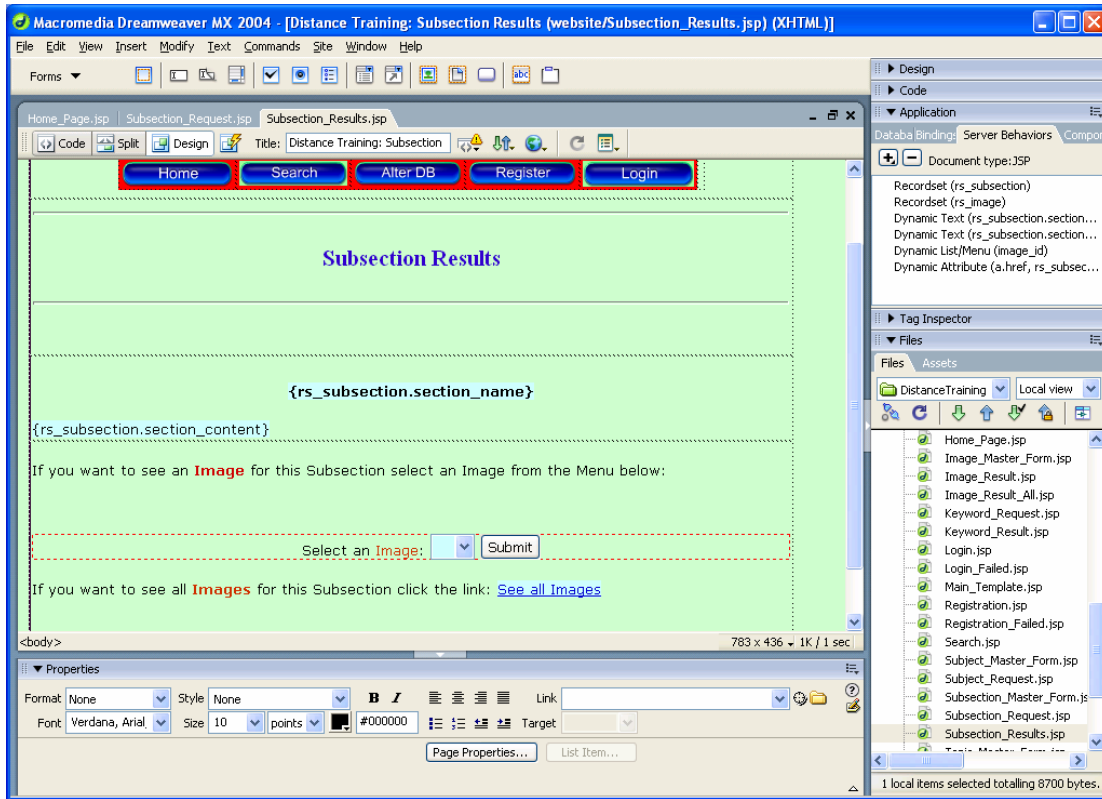 Macromedia Dreamweaver MX 2004 - [Distance Training: Subsection Results (website/Subsection_Results.jsp) (XHTML)]
File Edit View Insert Modify Text Commands Site Window Help
Forms
abc
Home_Page.jsp Subsection_Request.jsp Subsection_Results.jsp
Code Split Design Title: Distance Training: Subsection
Home Search Alter DB Register Login
Subsection Results
{rs_subsection.section_name}
{rs_subsection.section_content}
If you want to see an Image for this Subsection select an Image from the Menu below:
Select an Image: Submit
If you want to see all Images for this Subsection click the link: See all Images
<body> 783 x 436 1K / 1 sec
Properties
Format None Style None B I Link
Font Verdana, Arial, Size 10 points #000000 Target
Page Properties... List Item...
Design
Code
Application
Databa Binding: Server Behaviors Compor
Document type:JSP
Recordset (rs_subsection)
Recordset (rs_image)
Dynamic Text (rs_subsection.section...
Dynamic Text (rs_subsection.section...
Dynamic List/Menu (image_id)
Dynamic Attribute (a.href, rs_subsec...
Tag Inspector
Files
Files Assets
DistanceTraining Local view
Home_Page.jsp
Image_Master_Form.jsp
Image_Result.jsp
Image_Result_All.jsp
Keyword_Request.jsp
Keyword_Result.jsp
Login.jsp
Login_Failed.jsp
Main_Template.jsp
Registration.jsp
Registration_Failed.jsp
Search.jsp
Subject_Master_Form.jsp
Subject_Request.jsp
Subsection_Master_Form.js
Subsection_Request.jsp
Subsection_Results.jsp
Topic_Master_Form.jsp
1 local items selected totalling 8700 bytes.